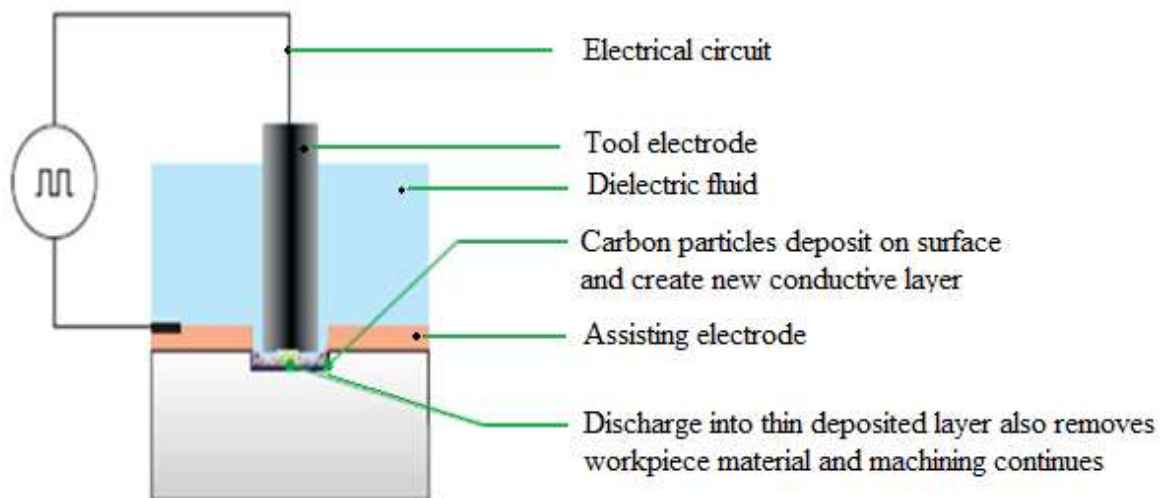 Electrical circuit
Tool electrode
Dielectric fluid
Carbon particles deposit on surface
and create new conductive layer
Assisting electrode
Discharge into thin deposited layer also removes
workpiece material and machining continues